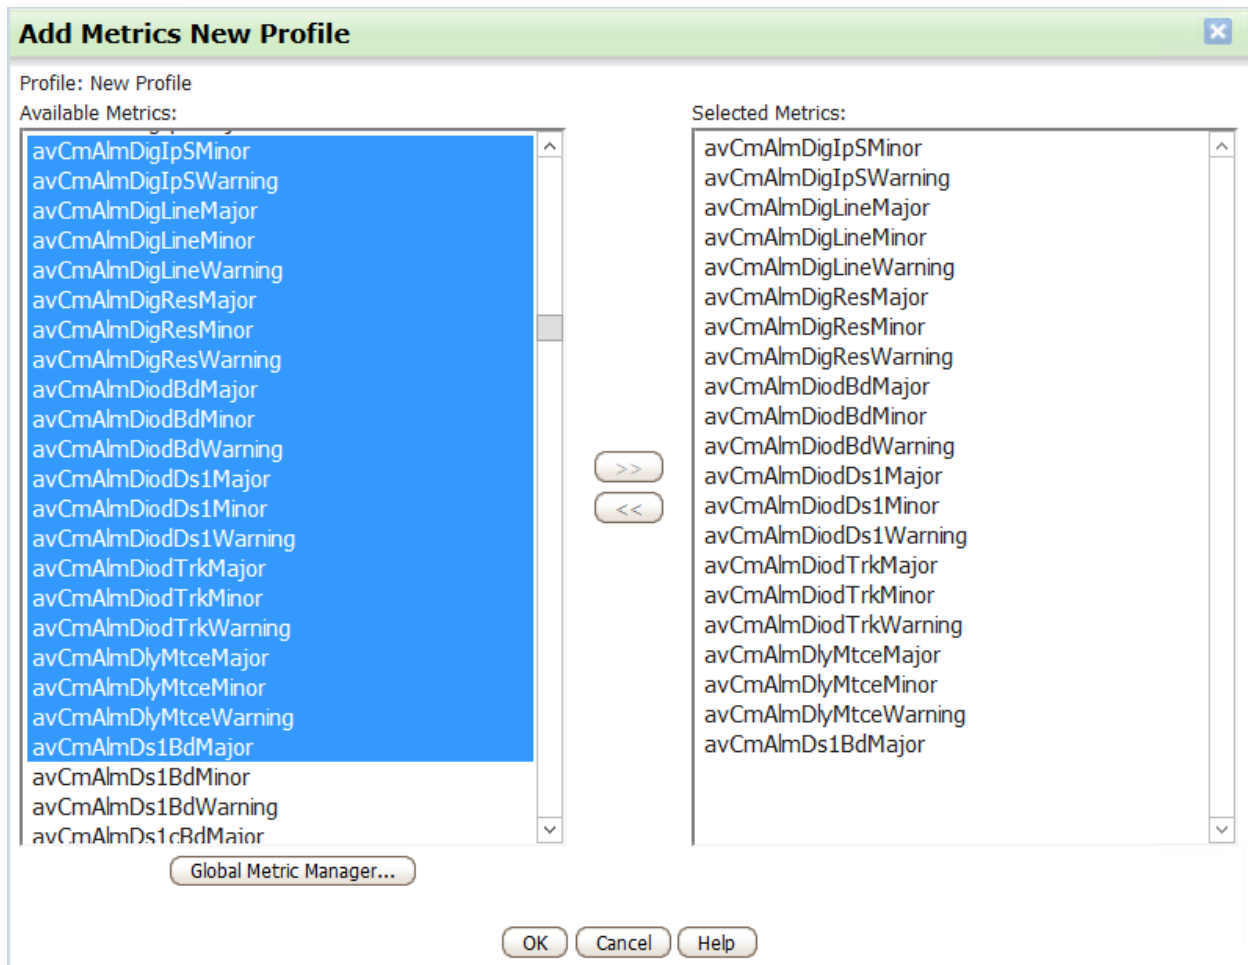 Add Metrics New Profile
Profile: New Profile
Available Metrics:
avCmAlmDigIpSMinor
avCmAlmDigIpSWarning
avCmAlmDigLineMajor
avCmAlmDigLineMinor
avCmAlmDigLineWarning
avCmAlmDigResMajor
avCmAlmDigResMinor
avCmAlmDigResWarning
avCmAlmDiodBdMajor
avCmAlmDiodBdMinor
avCmAlmDiodBdWarning
avCmAlmDiodDs1Major
avCmAlmDiodDs1Minor
avCmAlmDiodDs1Warning
avCmAlmDiodTrkMajor
avCmAlmDiodTrkMinor
avCmAlmDiodTrkWarning
avCmAlmDlyMtceMajor
avCmAlmDlyMtceMinor
avCmAlmDlyMtceWarning
avCmAlmDs1BdMajor
avCmAlmDs1BdMinor
avCmAlmDs1BdWarning
avCmAlmDs1cBdMajor
Global Metric Manager...
>>
<<
Selected Metrics:
avCmAlmDigIpSMinor
avCmAlmDigIpSWarning
avCmAlmDigLineMajor
avCmAlmDigLineMinor
avCmAlmDigLineWarning
avCmAlmDigResMajor
avCmAlmDigResMinor
avCmAlmDigResWarning
avCmAlmDiodBdMajor
avCmAlmDiodBdMinor
avCmAlmDiodBdWarning
avCmAlmDiodDs1Major
avCmAlmDiodDs1Minor
avCmAlmDiodDs1Warning
avCmAlmDiodTrkMajor
avCmAlmDiodTrkMinor
avCmAlmDiodTrkWarning
avCmAlmDlyMtceMajor
avCmAlmDlyMtceMinor
avCmAlmDlyMtceWarning
avCmAlmDs1BdMajor
OK Cancel Help